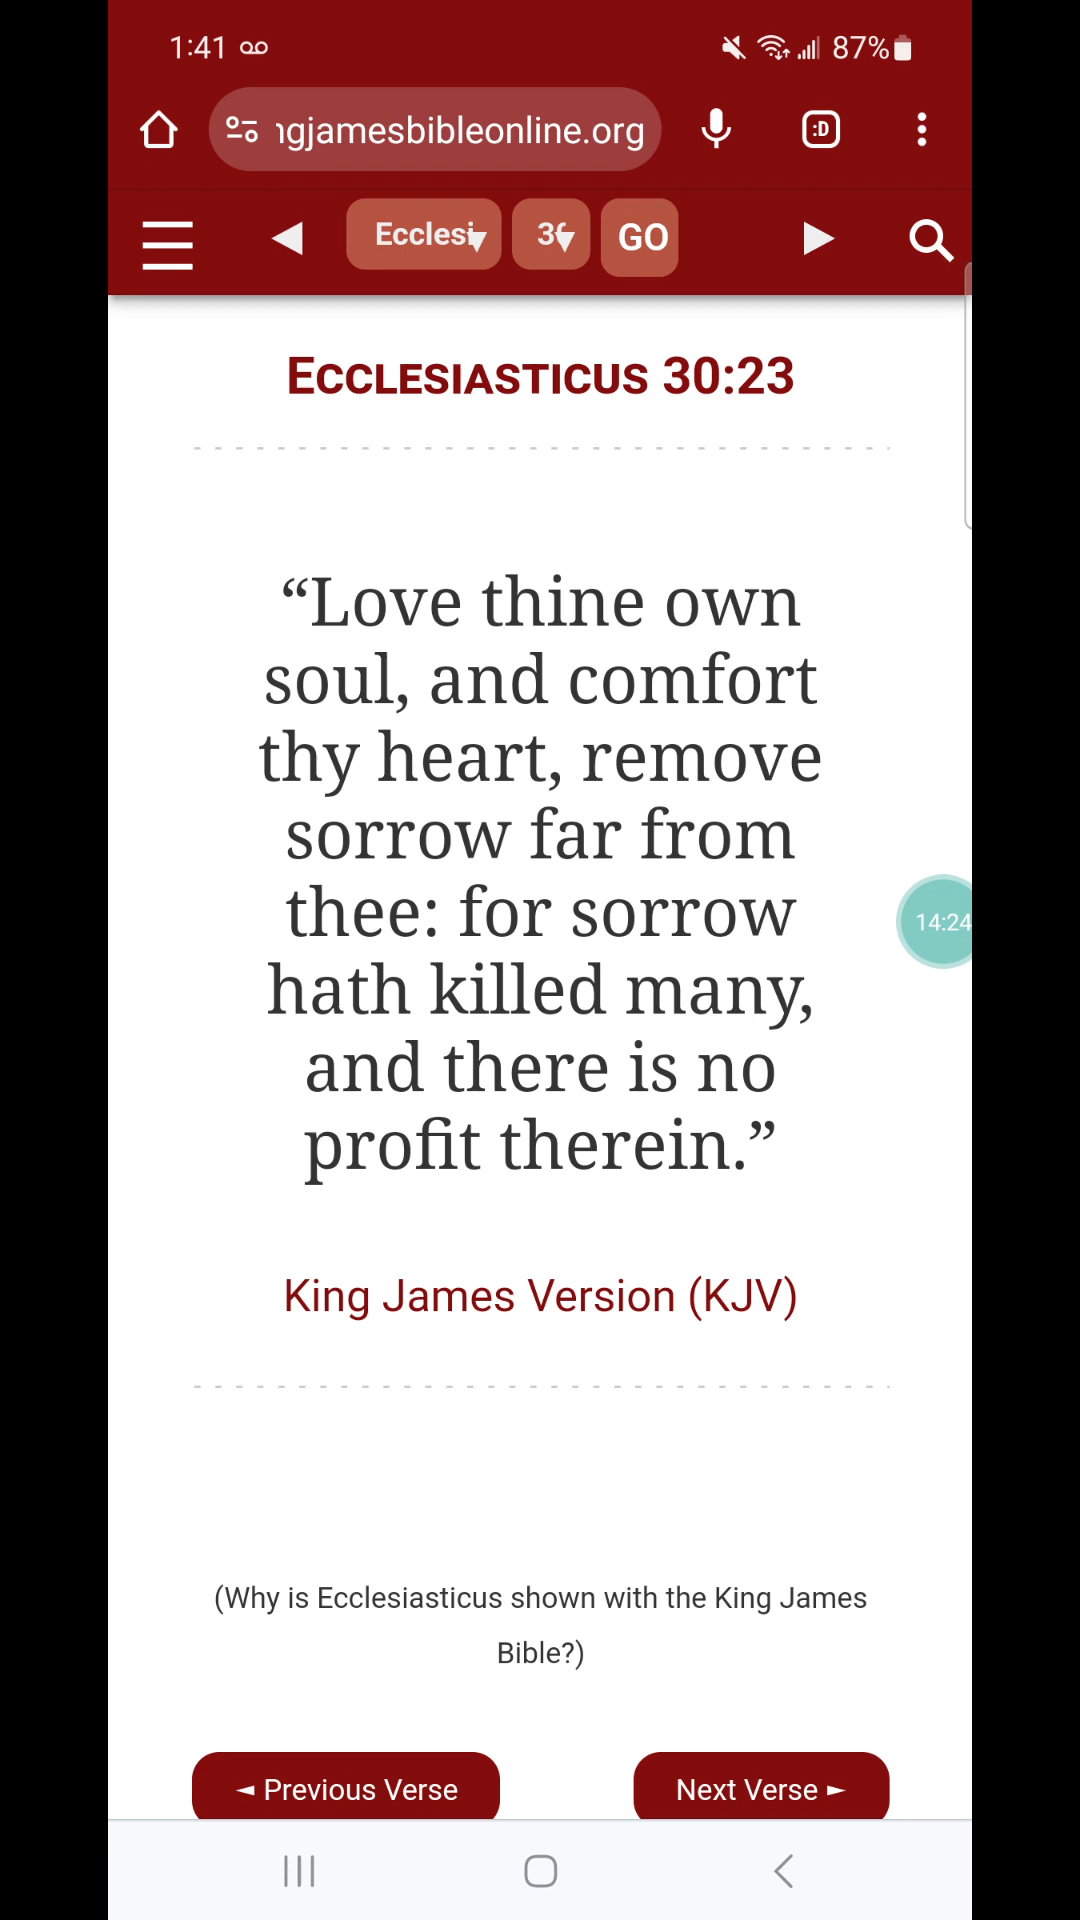 1:41
87%
ngjamesbibleonline.org
:D
Ecclesi
GO
ECCLESIASTICUS 30:23
“Love thine own
soul, and comfort
thy heart, remove
sorrow far from
thee: for sorrow
hath killed many,
and there is no
profit therein.”
14:24
King James Version (KJV)
(Why is Ecclesiasticus shown with the King James
Bible?)
◄ Previous Verse
Next Verse ►